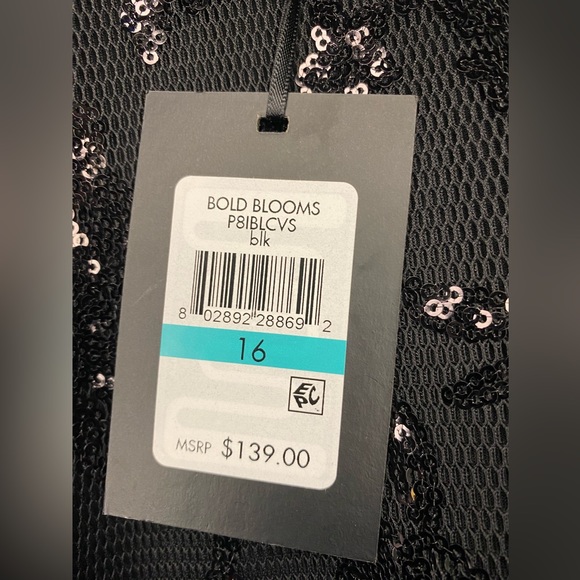 BOLD BLOOMS
P8IBLCVS
blk
8 02892 28869 2
16
EPC
MSRP $139.00